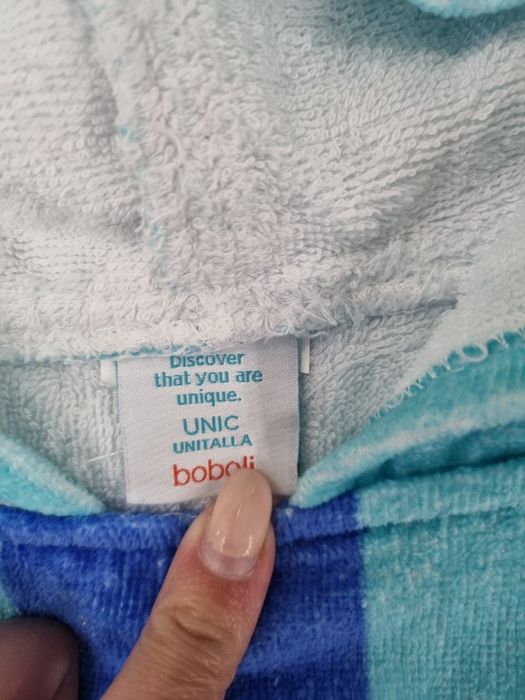 Discover
that you are
unique.
UNIC
UNITALLA
boboli